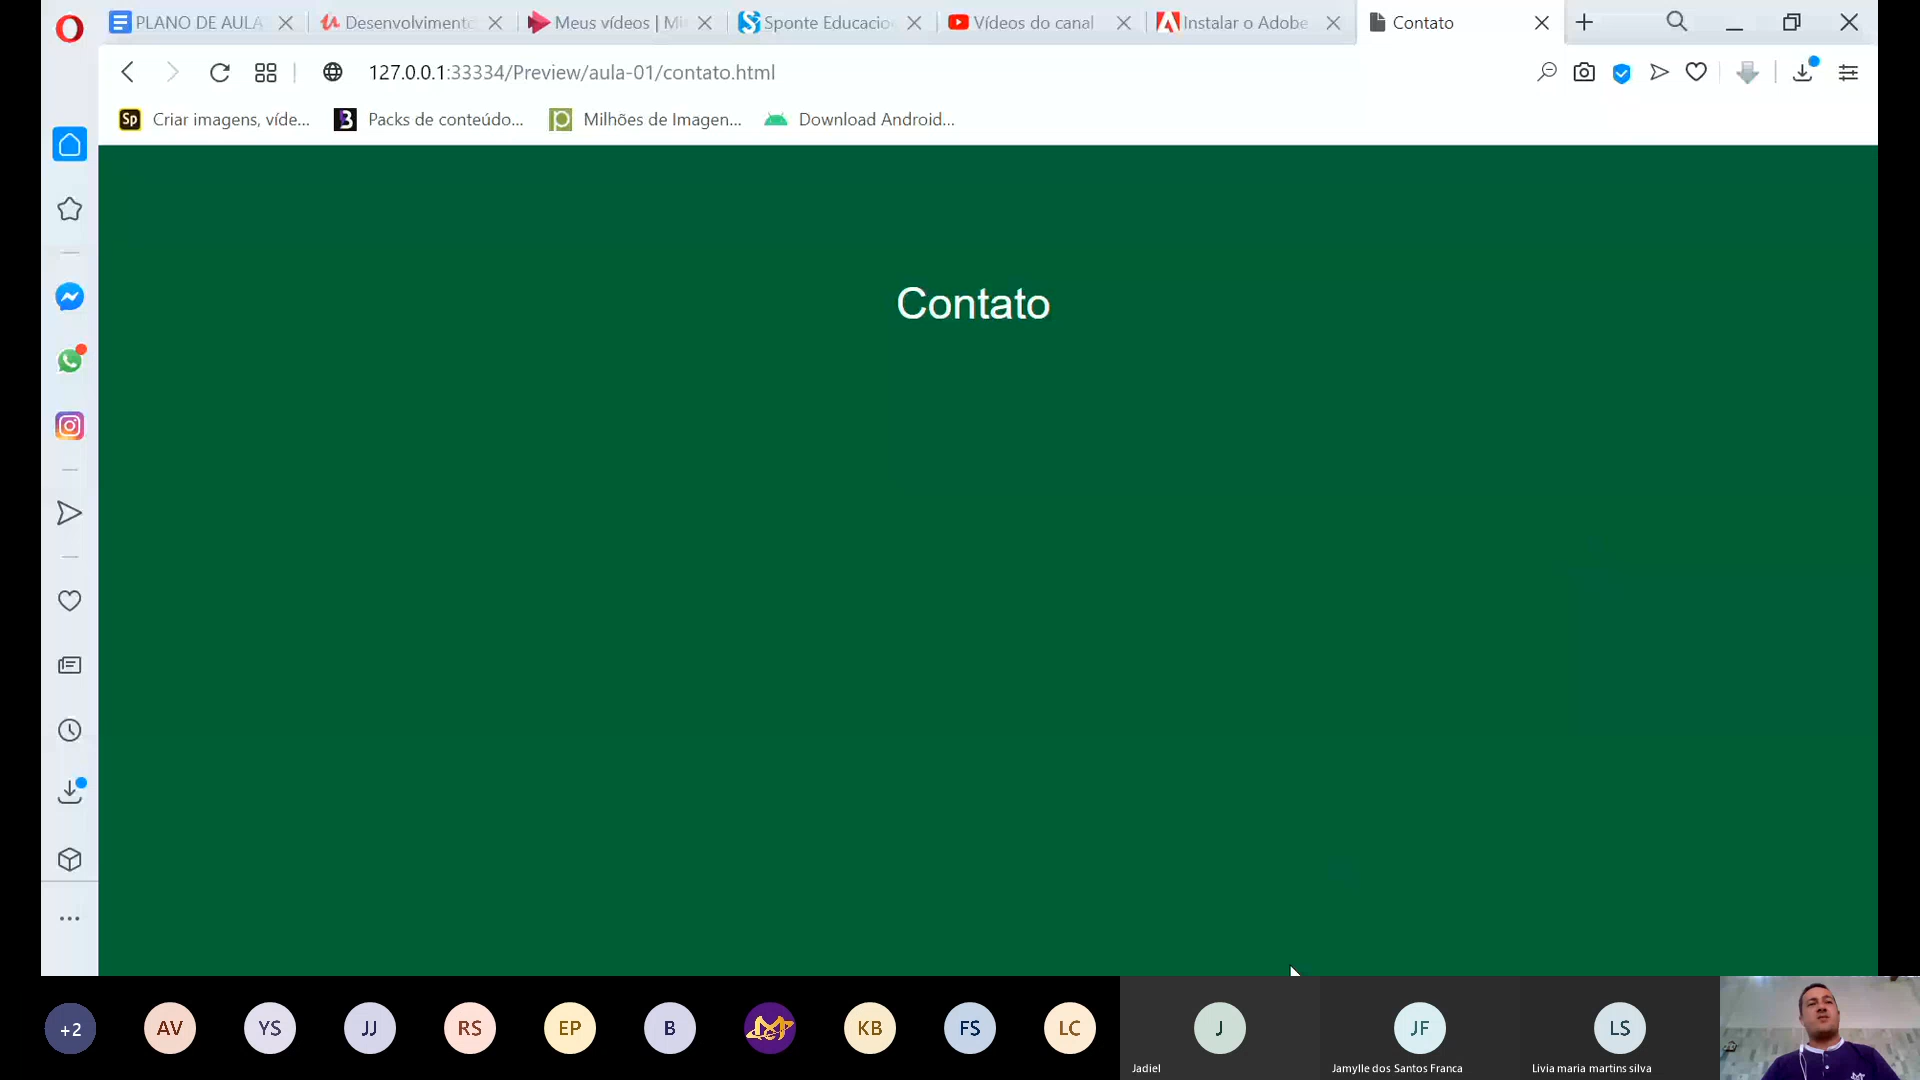 PLANO DE AULA
Desenvolvimento
Meus vídeos | Mi
Sponte Educacio
Vídeos do canal
Instalar o Adobe
Contato
127.0.0.1:33334/Preview/aula-01/contato.html
Sp
Criar imagens, víde...
Packs de conteúdo...
Milhões de Imagen...
Download Android...
Contato
+2
AV
YS
JJ
RS
EP
B
KB
FS
LC
J
JF
LS
Jadiel
Jamylle dos Santos Franca
Livia maria martins silva